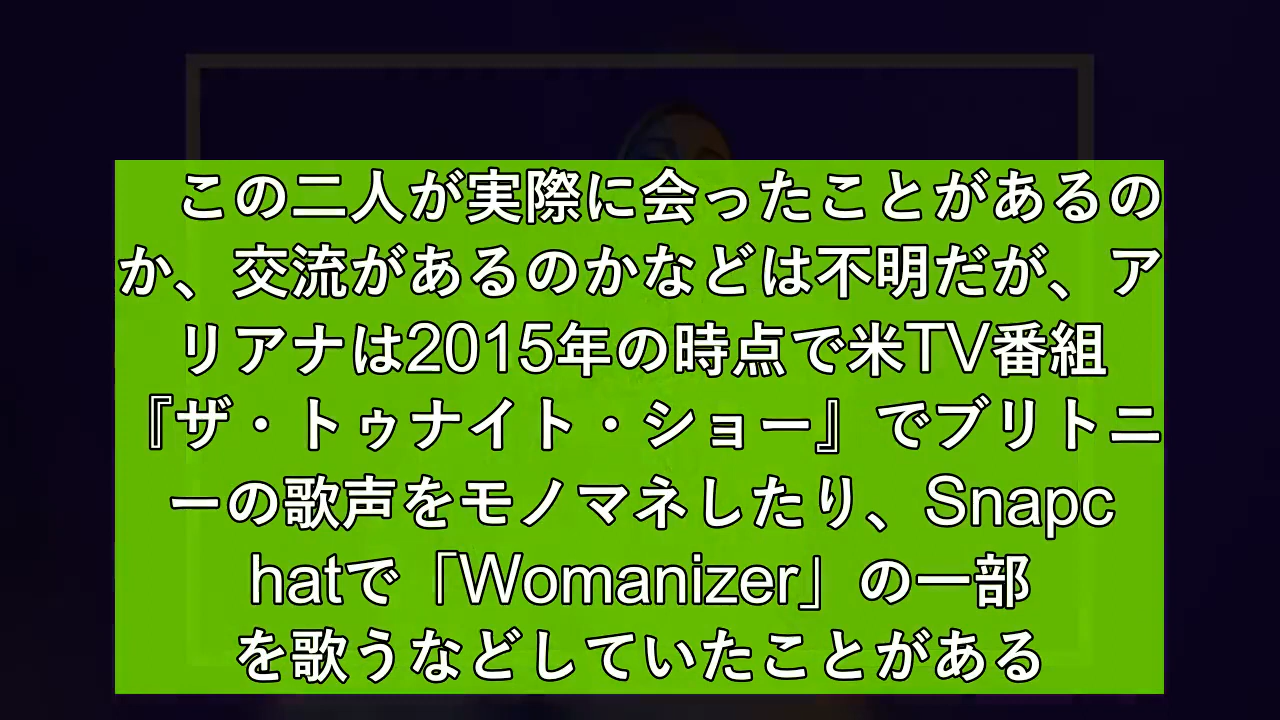 この二人が実際に会ったことがあるの
か、交流があるのかなどは不明だが、ア
リアナは2015年の時点で米TV番組
『ザ・トゥナイト・ショー』でブリトニ
ーの歌声をモノマネしたり、Snapc
hatで「Womanizer」の一部
を歌うなどしていたことがある